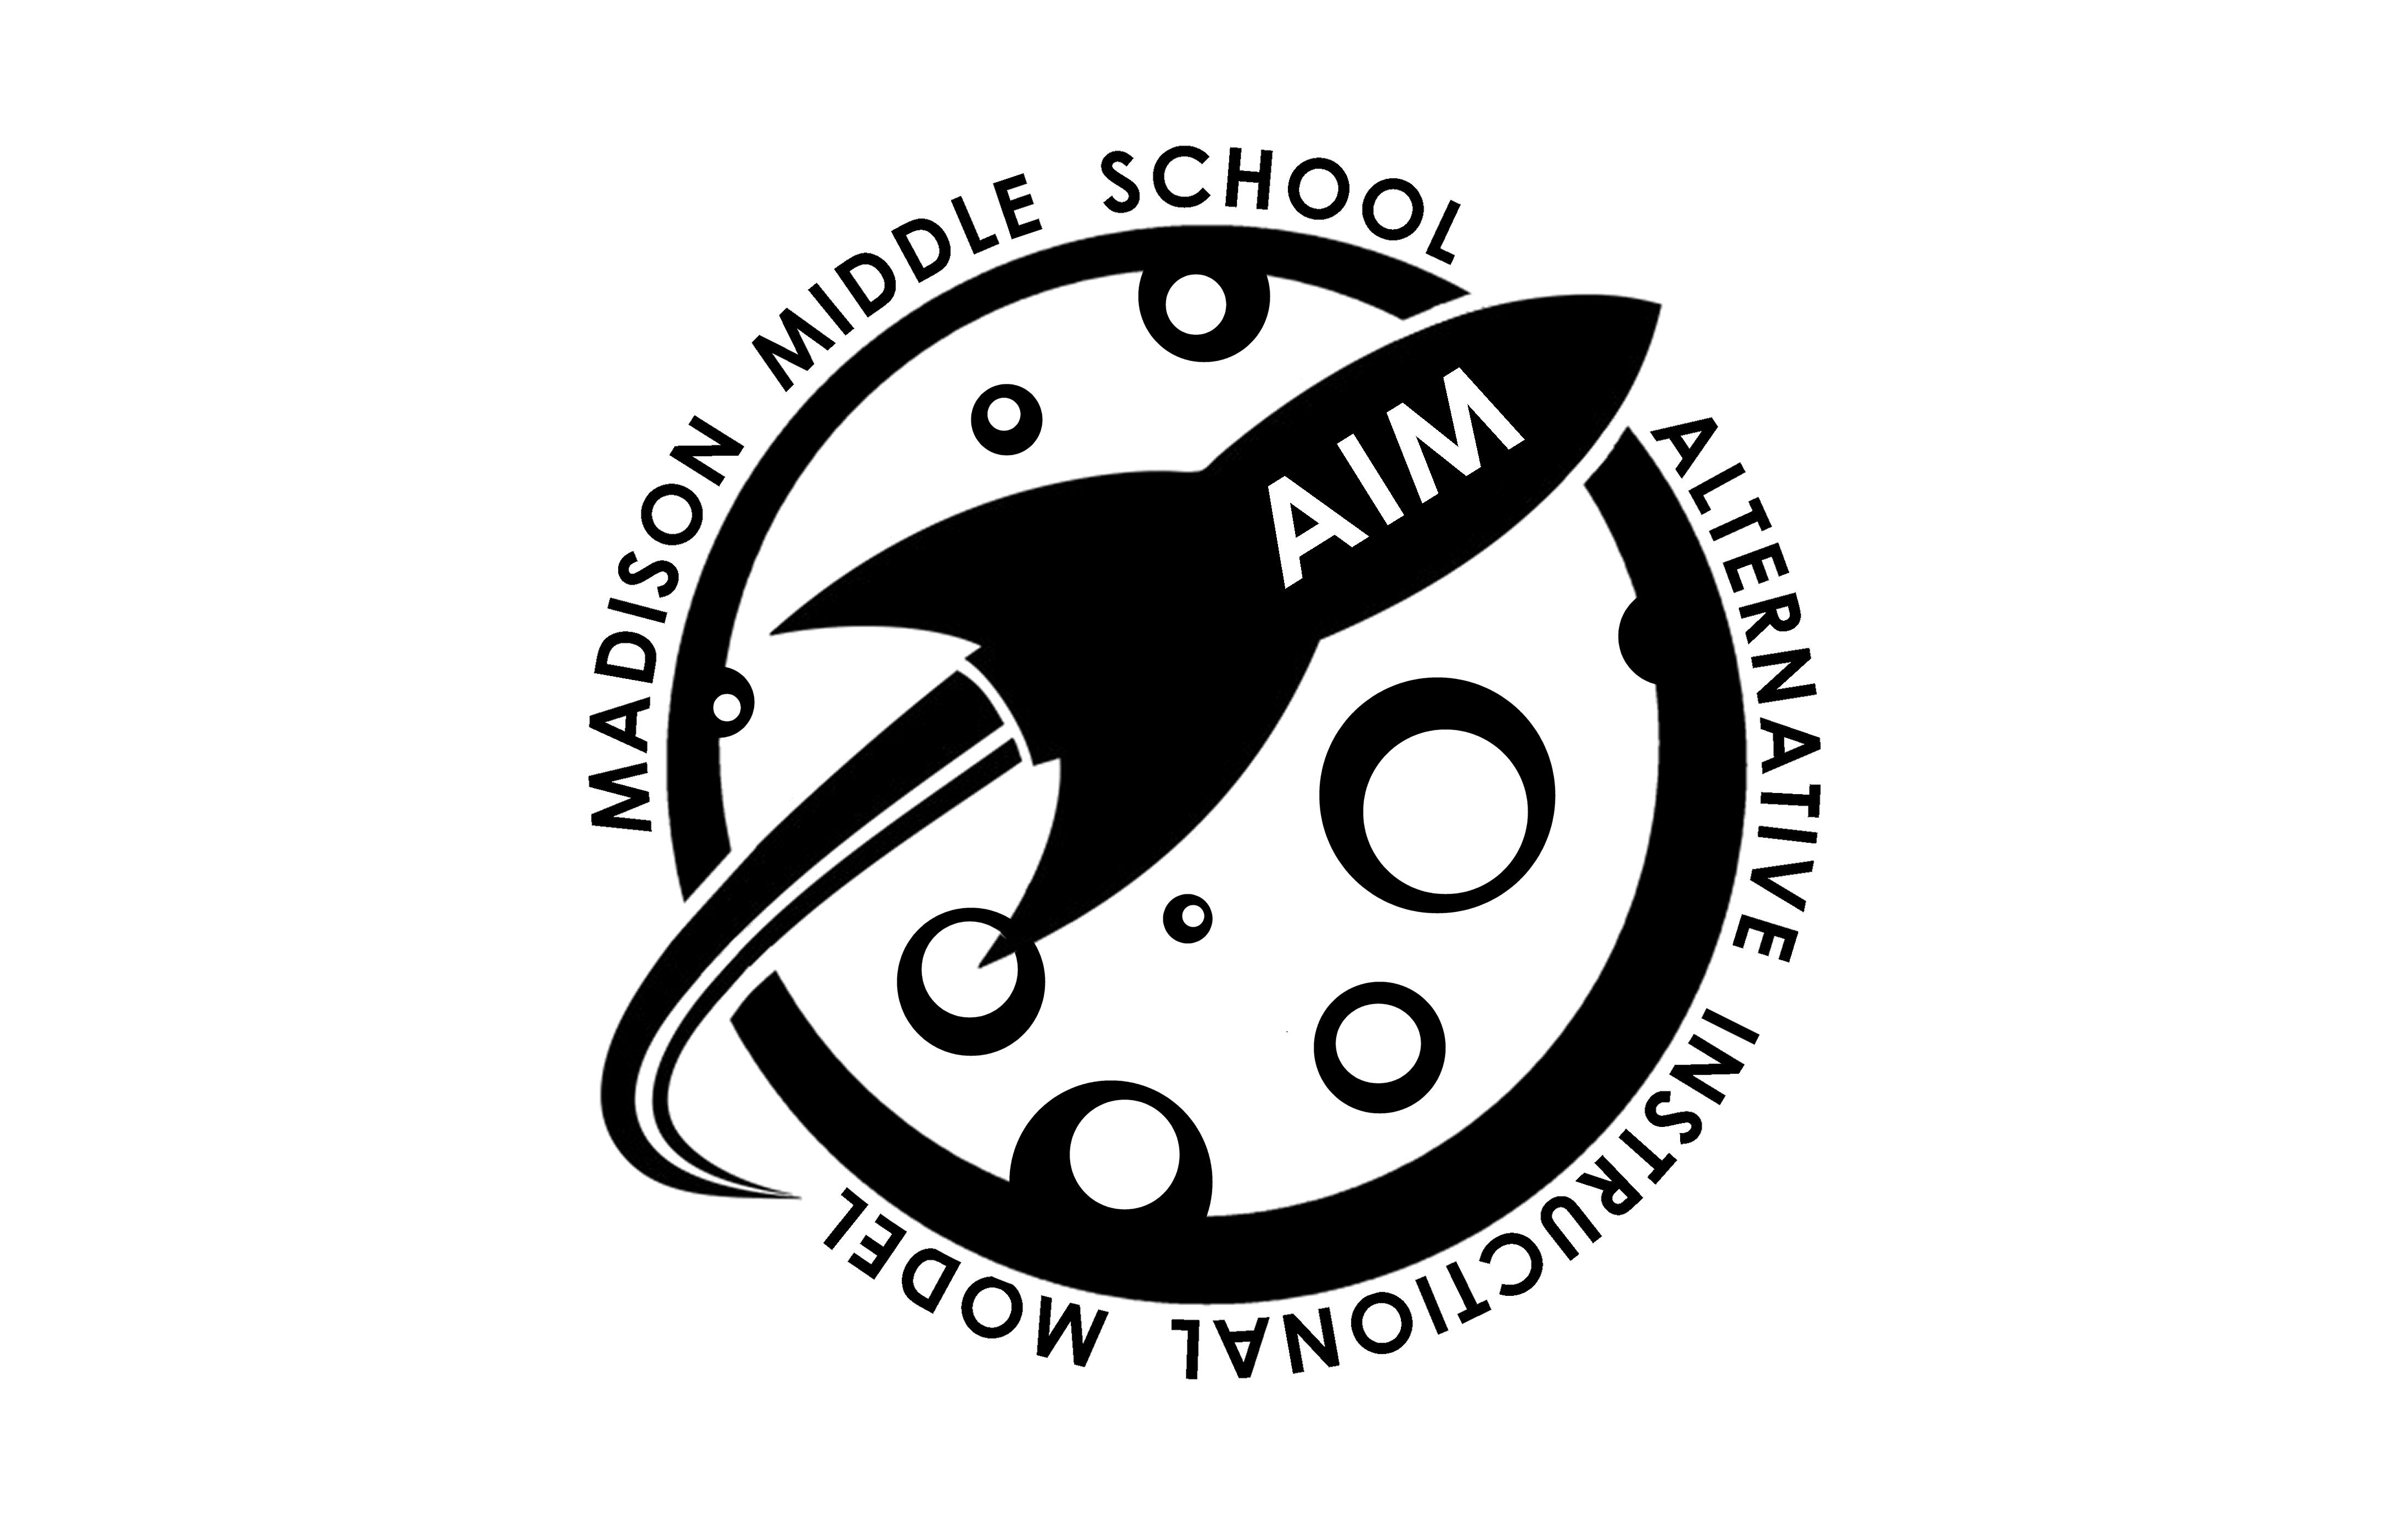 MADISON MIDDLE SCHOOL
AIM
ALTERNATIVE INSTRUCTIONAL MODEL